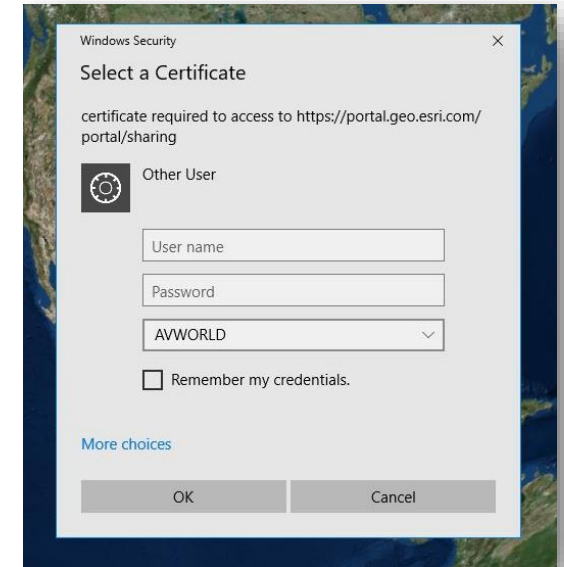 Windows Security
Select a Certificate
certificate required to access to https://portal.geo.esri.com/
portal/sharing
Other User
User name
Password
AVWORLD
Remember my credentials.
More choices
OK Cancel